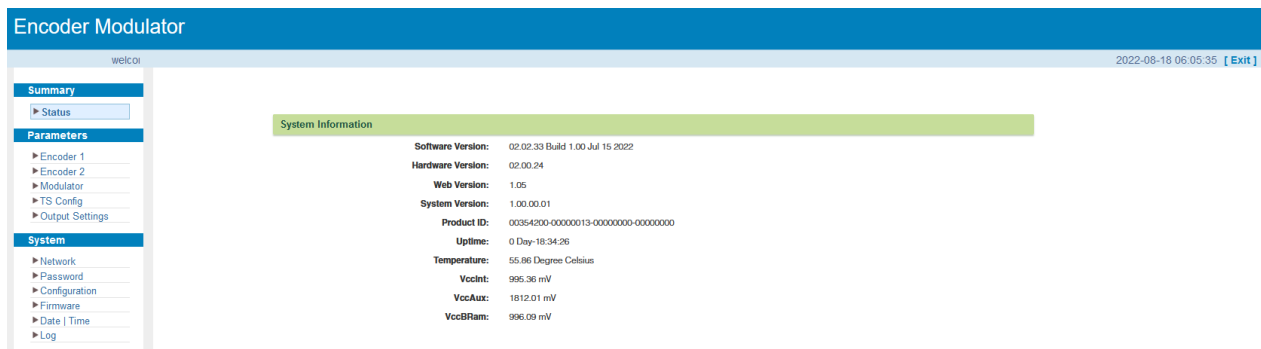 Encoder Modulator
2022-08-18 06:05:35 [ Exit ]
Summary
Status
Parameters
Encoder 1
Encoder 2
Modulator
TS Config
Output Settings
System
Network
Password
Configuration
Firmware
Date | Time
Log
System Information
Software Version: 02.02.33 Build 1.00 Jul 15 2022
Hardware Version: 02.00.24
Web Version: 1.05
System Version: 1.00.00.01
Product ID: 00354200-00000013-00000000-00000000
Uptime: 0 Day-18:34:26
Temperature: 55.86 Degree Celsius
VccInt: 995.36 mV
VccAux: 1812.01 mV
VccBRam: 996.09 mV